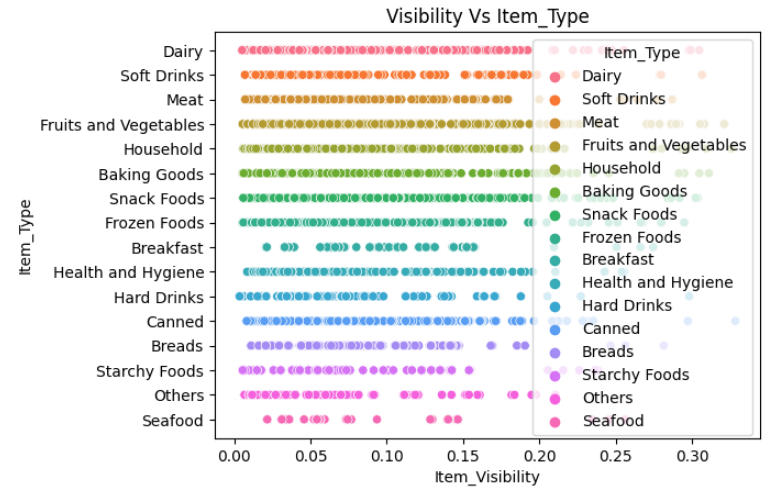 Visibility Vs Item_Type
Item_Type
Dairy
Soft Drinks
Meat
Fruits and Vegetables
Household
Baking Goods
Snack Foods
Frozen Foods
Breakfast
Health and Hygiene
Hard Drinks
Canned
Breads
Starchy Foods
Others
Seafood
Item_Type
Dairy
Soft Drinks
Meat
Fruits and Vegetables
Household
Baking Goods
Snack Foods
Frozen Foods
Breakfast
Health and Hygiene
Hard Drinks
Canned
Breads
Starchy Foods
Others
Seafood
0.00 0.05 0.10 0.15 0.20 0.25 0.30
Item_Visibility